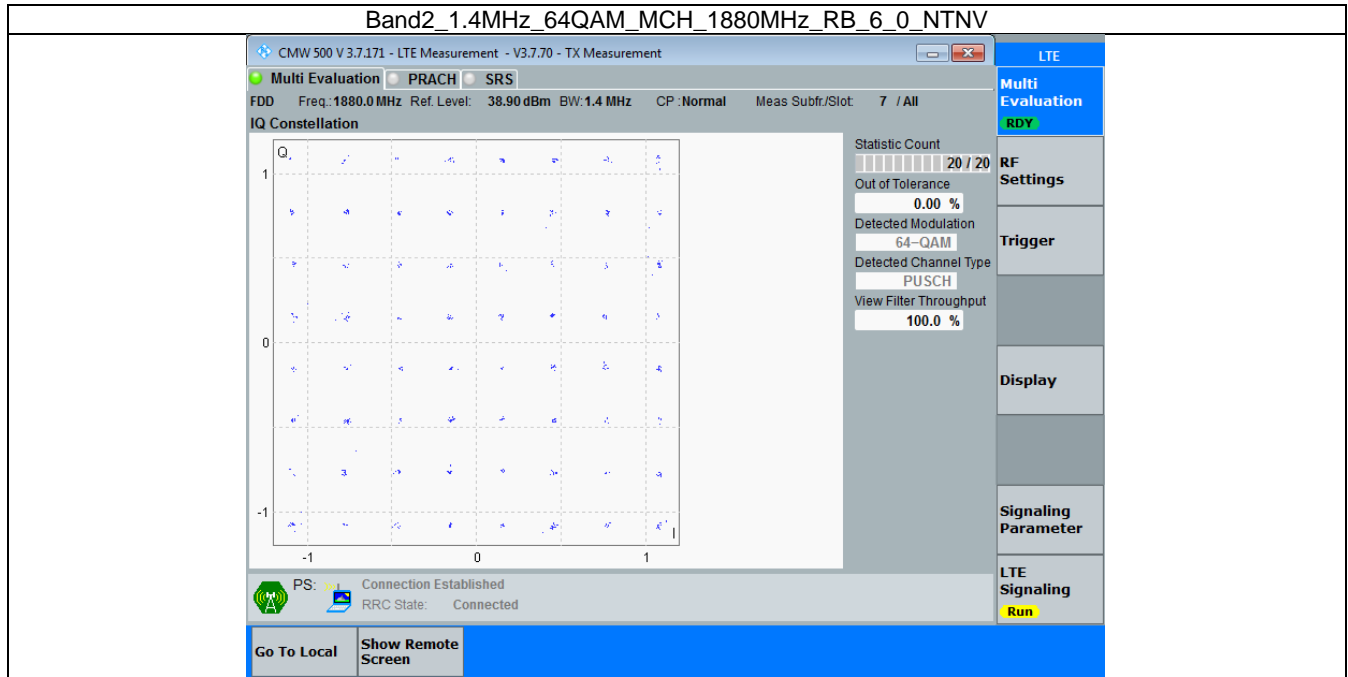 Band2_1.4MHz_64QAM_MCH_1880MHz_RB_6_0_NTNV
CMW 500 V 3.7.171 - LTE Measurement - V3.7.70 - TX Measurement
LTE
Multi Evaluation PRACH SRS
FDD Freq.:1880.0 MHz Ref. Level: 38.90 dBm BW:1.4 MHz CP :Normal Meas Subfr./Slot: 7 / All
IQ Constellation
Q
1
0
-1
-1 0 1
I
Statistic Count
20 / 20
Out of Tolerance
0.00 %
Detected Modulation
64-QAM
Detected Channel Type
PUSCH
View Filter Throughput
100.0 %
Multi
Evaluation
RDY
RF
Settings
Trigger
Display
Signaling
Parameter
LTE
Signaling
Run
PS: Connection Established
RRC State: Connected
Go To Local
Show Remote
Screen